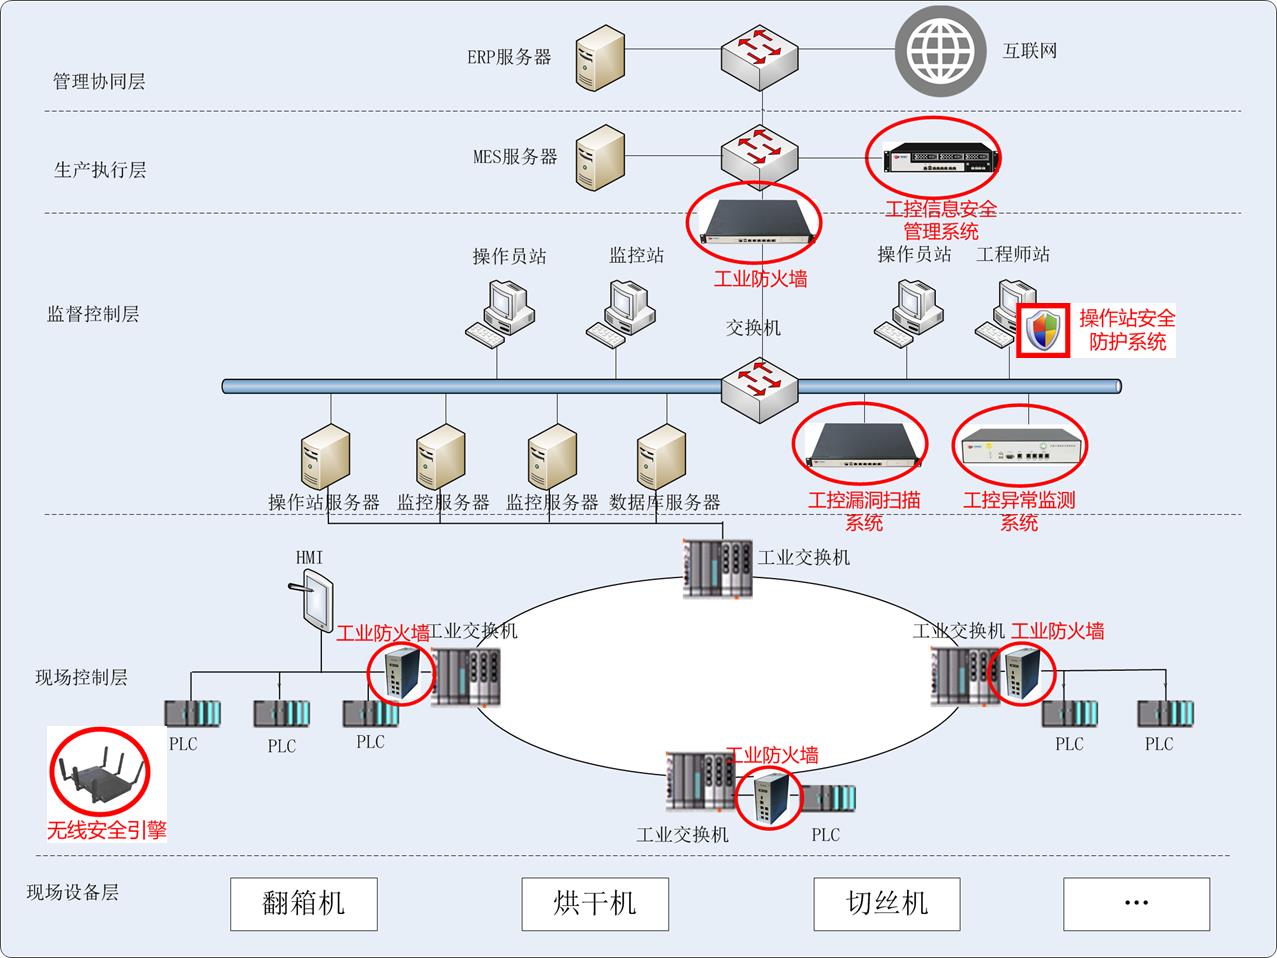 ERP服务器
互联网
管理协同层
MES服务器
生产执行层
工控信息安全
管理系统
工业防火墙
操作员站
监控站
操作员站
工程师站
监督控制层
交换机
操作站安全
防护系统
操作站服务器
监控服务器
监控服务器
数据库服务器
工控漏洞扫描
系统
工控异常监测
系统
HMI
工业交换机
工业防火墙
工业交换机
工业交换机
工业防火墙
现场控制层
PLC
PLC
PLC
PLC
PLC
工业防火墙
无线安全引擎
工业交换机
PLC
现场设备层
翻箱机
烘干机
切丝机
…